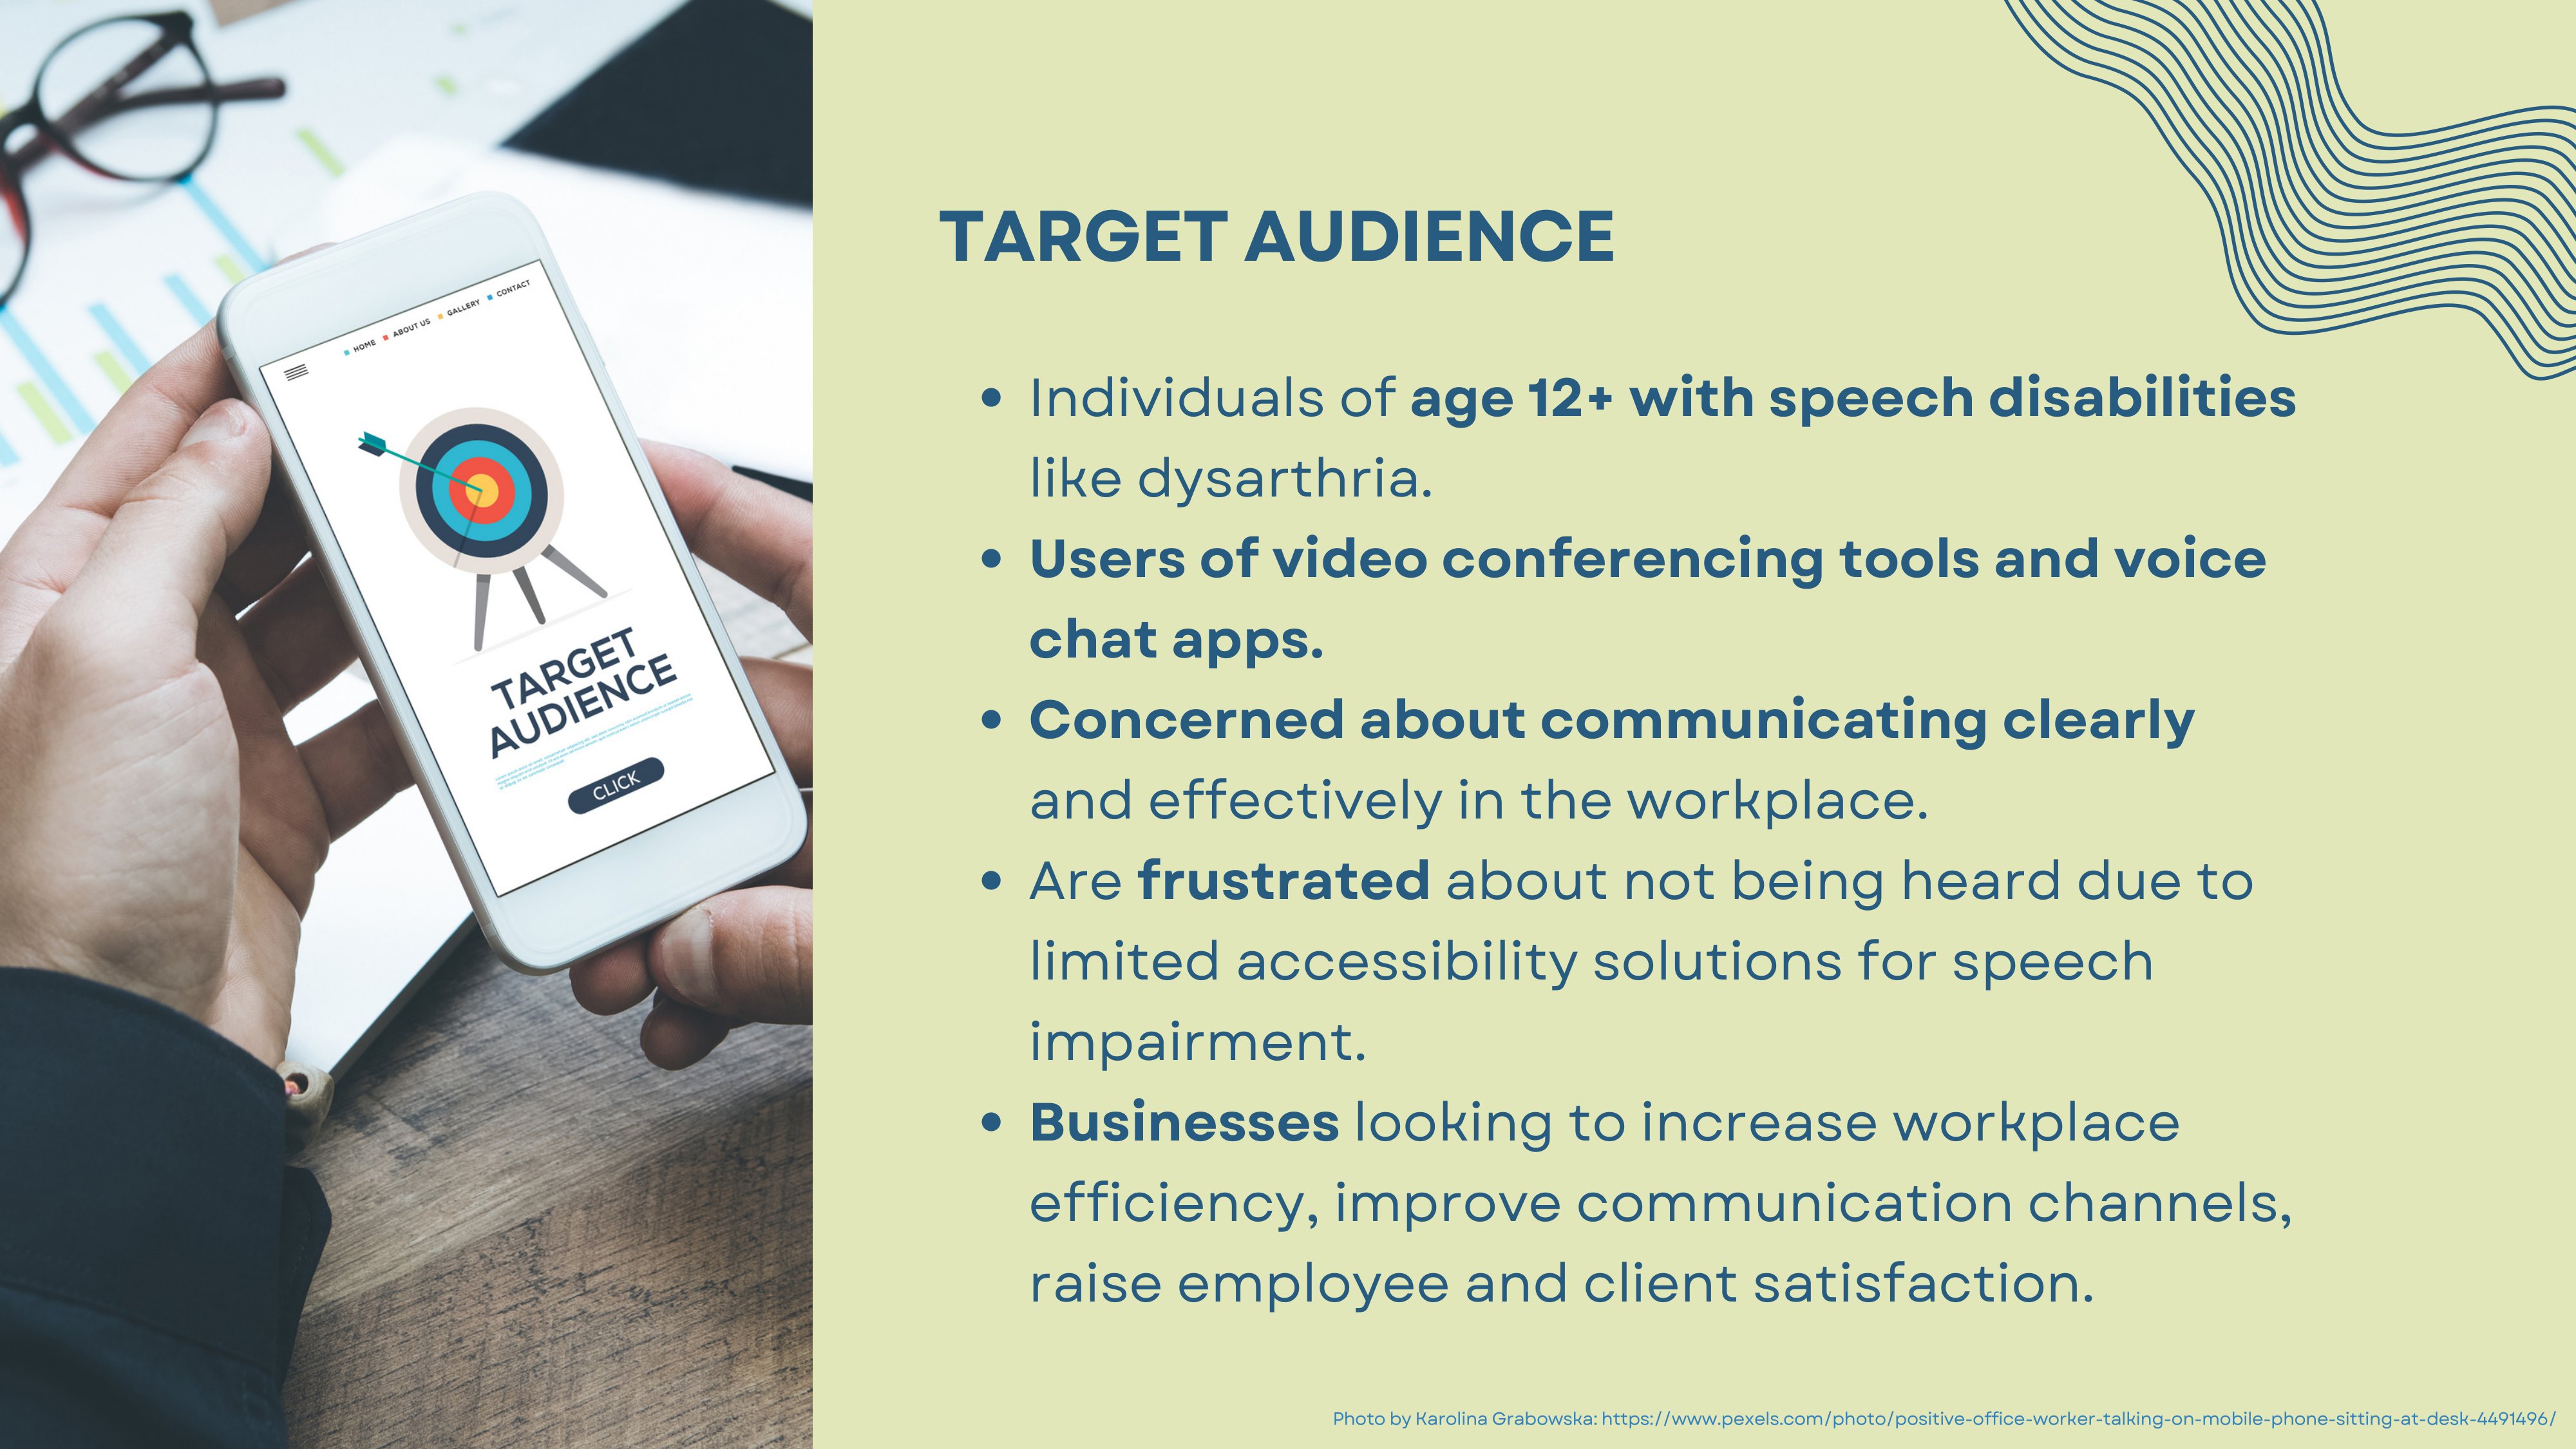 HOME
ABOUT US
GALLERY
CONTACT
TARGET
AUDIENCE
CLICK
TARGET AUDIENCE
• Individuals of age 12+ with speech disabilities
like dysarthria.
• Users of video conferencing tools and voice
chat apps.
• Concerned about communicating clearly
and effectively in the workplace.
• Are frustrated about not being heard due to
limited accessibility solutions for speech
impairment.
• Businesses looking to increase workplace
efficiency, improve communication channels,
raise employee and client satisfaction.
Photo by Karolina Grabowska: https://www.pexels.com/photo/positive-office-worker-talking-on-mobile-phone-sitting-at-desk-4491496/